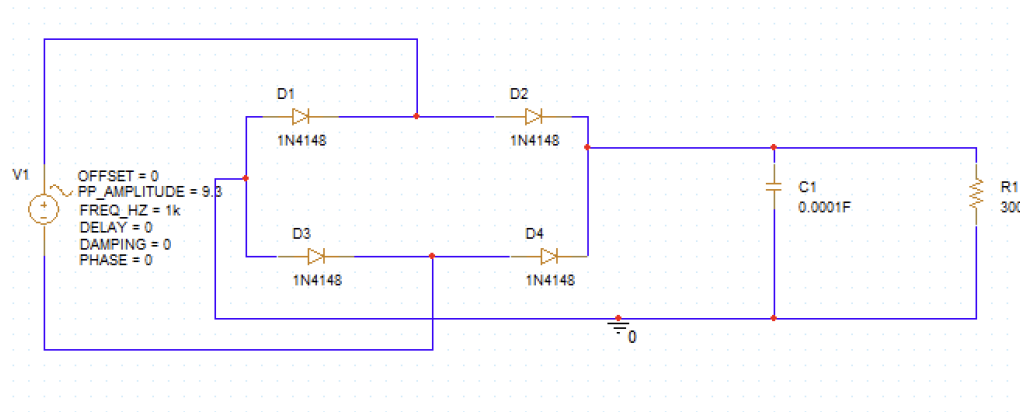 D1
D2
1N4148
1N4148
V1
OFFSET = 0
PP_AMPLITUDE = 9.3
FREQ_HZ = 1k
DELAY = 0
DAMPING = 0
PHASE = 0
C1
0.0001F
R1
300
D3
D4
1N4148
1N4148
0